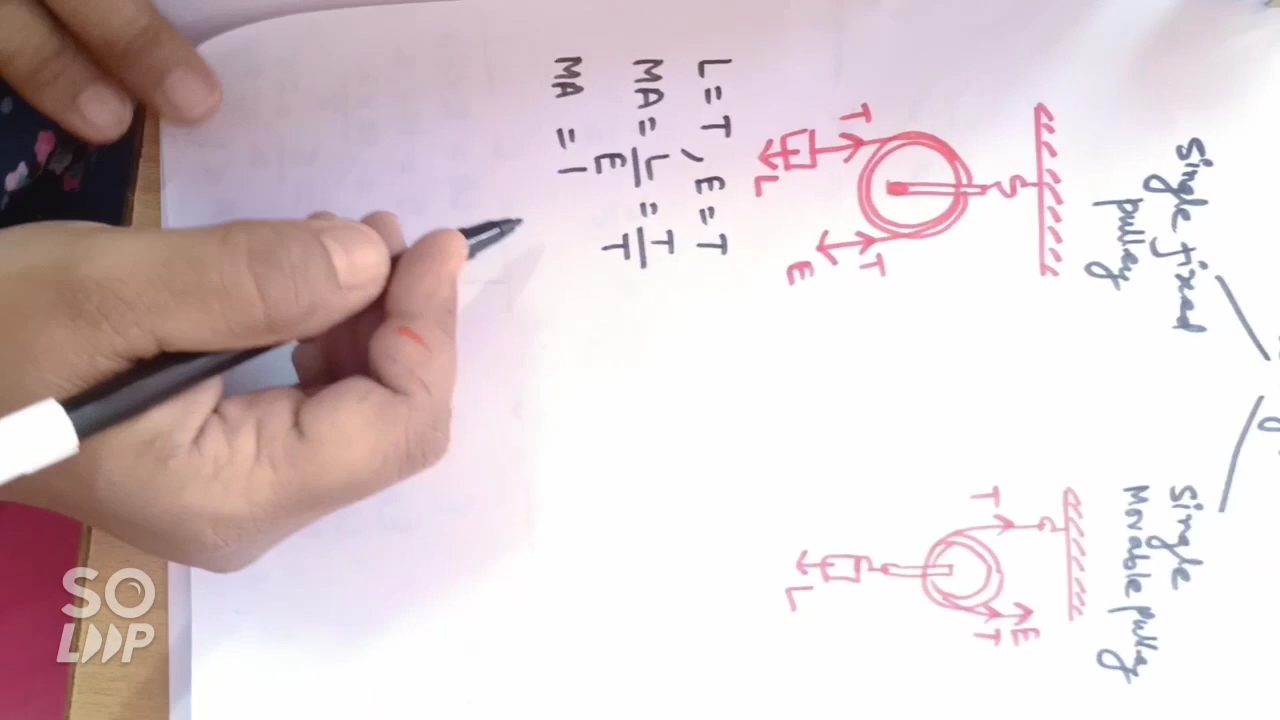 Single fixed
pulley
T
T
L
E
L=T, E=T
MA = L/E = T/T
MA = 1
Single
Movable pulley
T
E
T
L
SO
LOOP